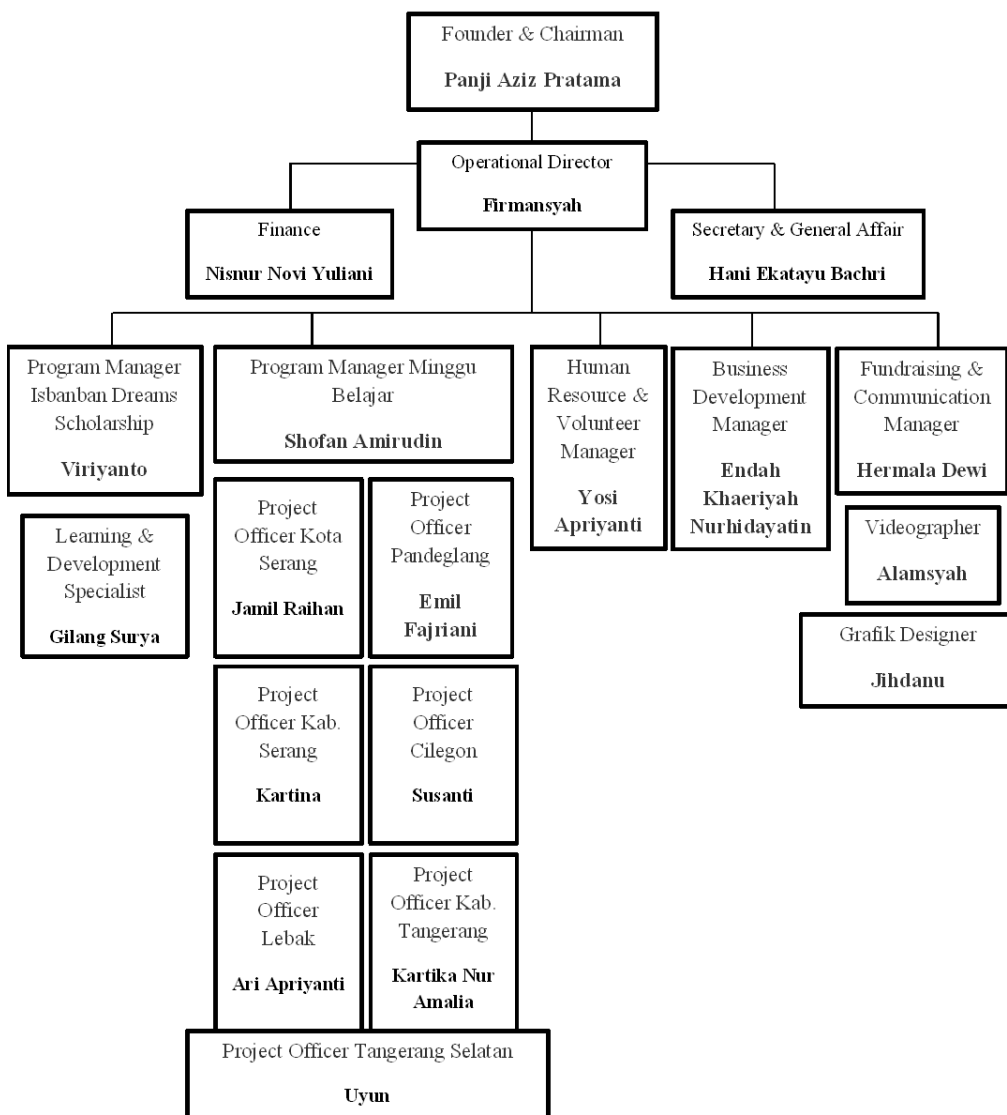 Founder & Chairman
Panji Aziz Pratama
Operational Director
Firmansyah
Finance
Nisnur Novi Yuliani
Secretary & General Affair
Hani Ekatayu Bachri
Program Manager
Isbanban Dreams
Scholarship
Viriyanto
Program Manager Minggu
Belajar
Shofan Amirudin
Human
Resource &
Volunteer
Manager
Yosi
Apriyanti
Business
Development
Manager
Endah
Khaeriyah
Nurhidayatin
Fundraising &
Communication
Manager
Hermala Dewi
Learning &
Development
Specialist
Gilang Surya
Project
Officer Kota
Serang
Jamil Raihan
Project
Officer
Pandeglang
Emil
Fajriani
Videographer
Alamsyah
Grafik Designer
Jihdanu
Project
Officer Kab.
Serang
Kartina
Project
Officer
Cilegon
Susanti
Project
Officer
Lebak
Ari Apriyanti
Project
Officer Kab.
Tangerang
Kartika Nur
Amalia
Project Officer Tangerang Selatan
Uyun